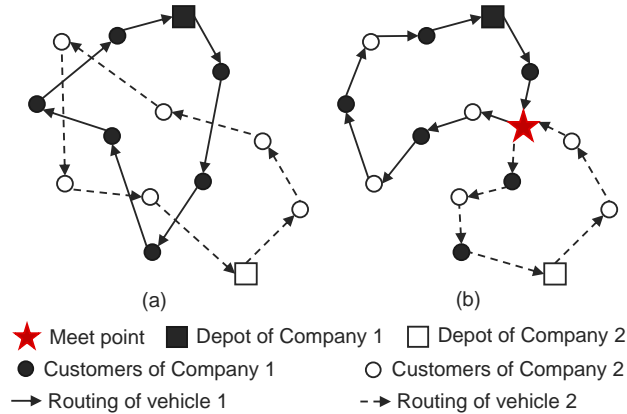 (a) (b)
Meet point Depot of Company 1 Depot of Company 2
Customers of Company 1 Customers of Company 2
Routing of vehicle 1 Routing of vehicle 2